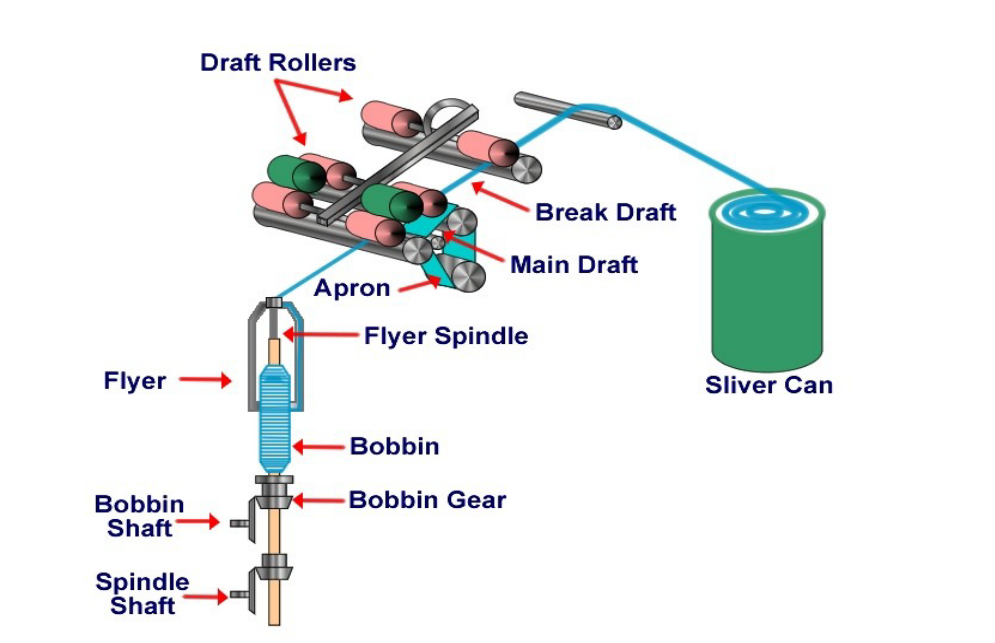 Draft Rollers
Break Draft
Main Draft
Apron
Flyer Spindle
Flyer
Sliver Can
Bobbin
Bobbin Gear
Bobbin
Shaft
Spindle
Shaft